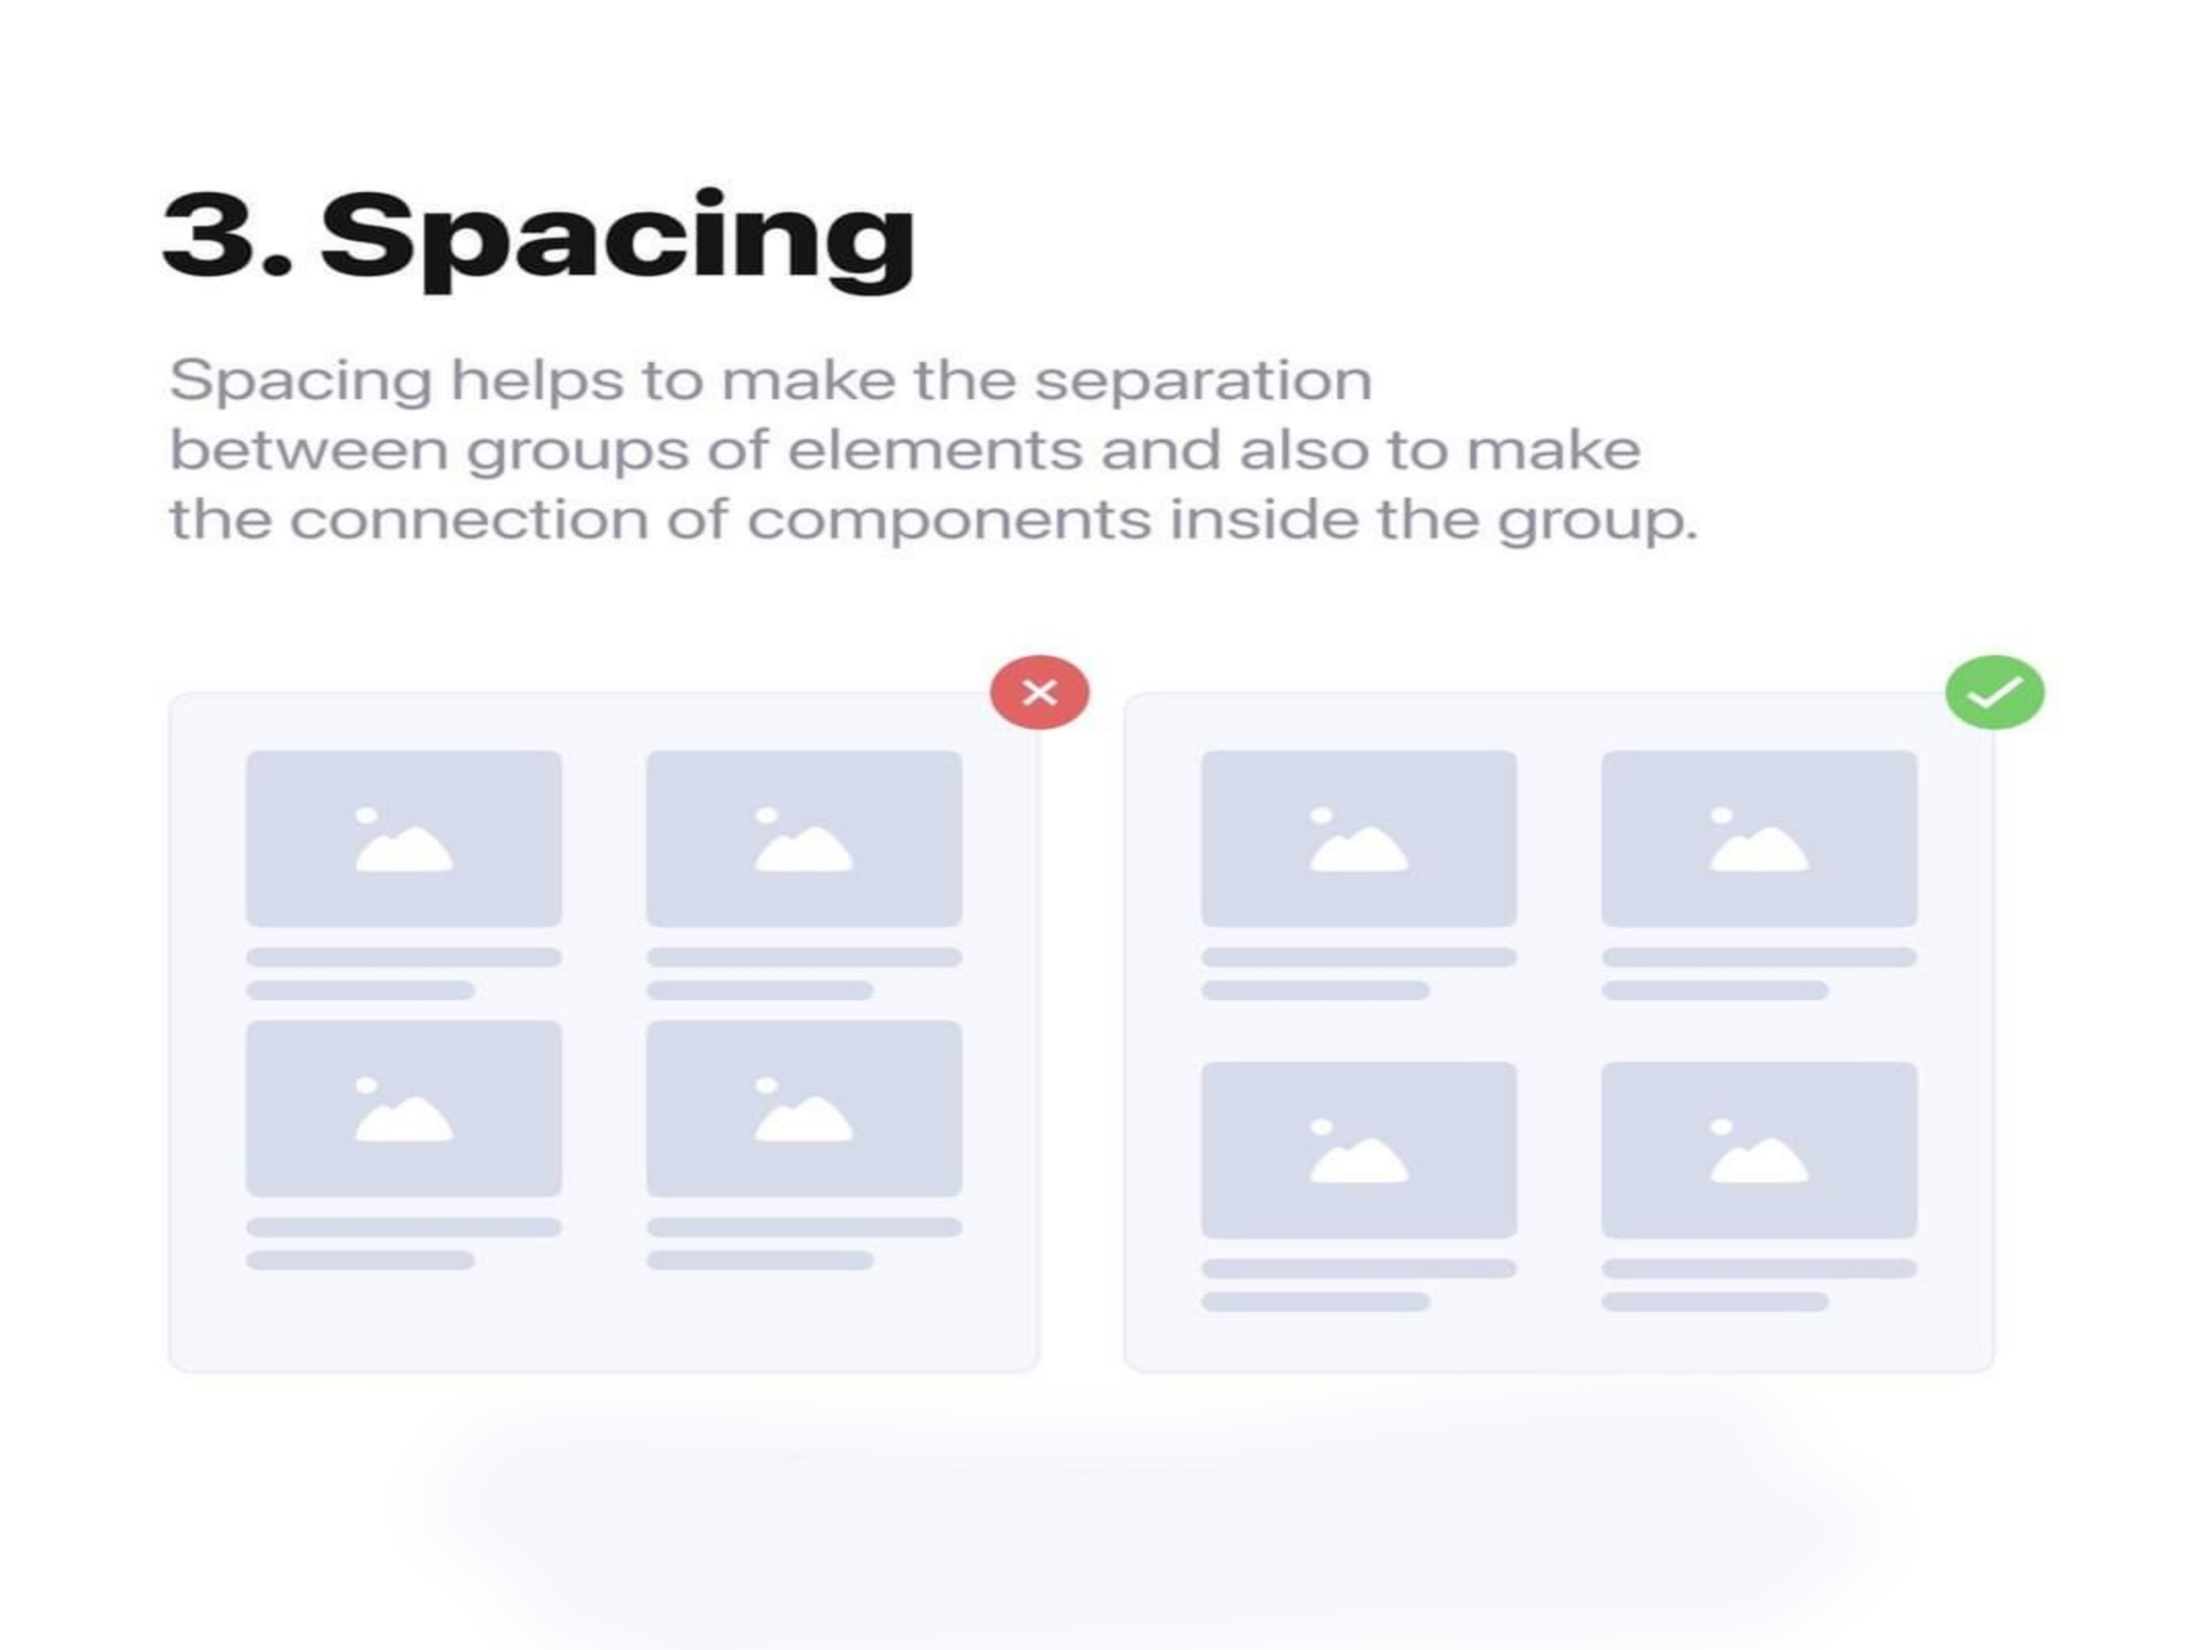 3. Spacing
Spacing helps to make the separation
between groups of elements and also to make
the connection of components inside the group.